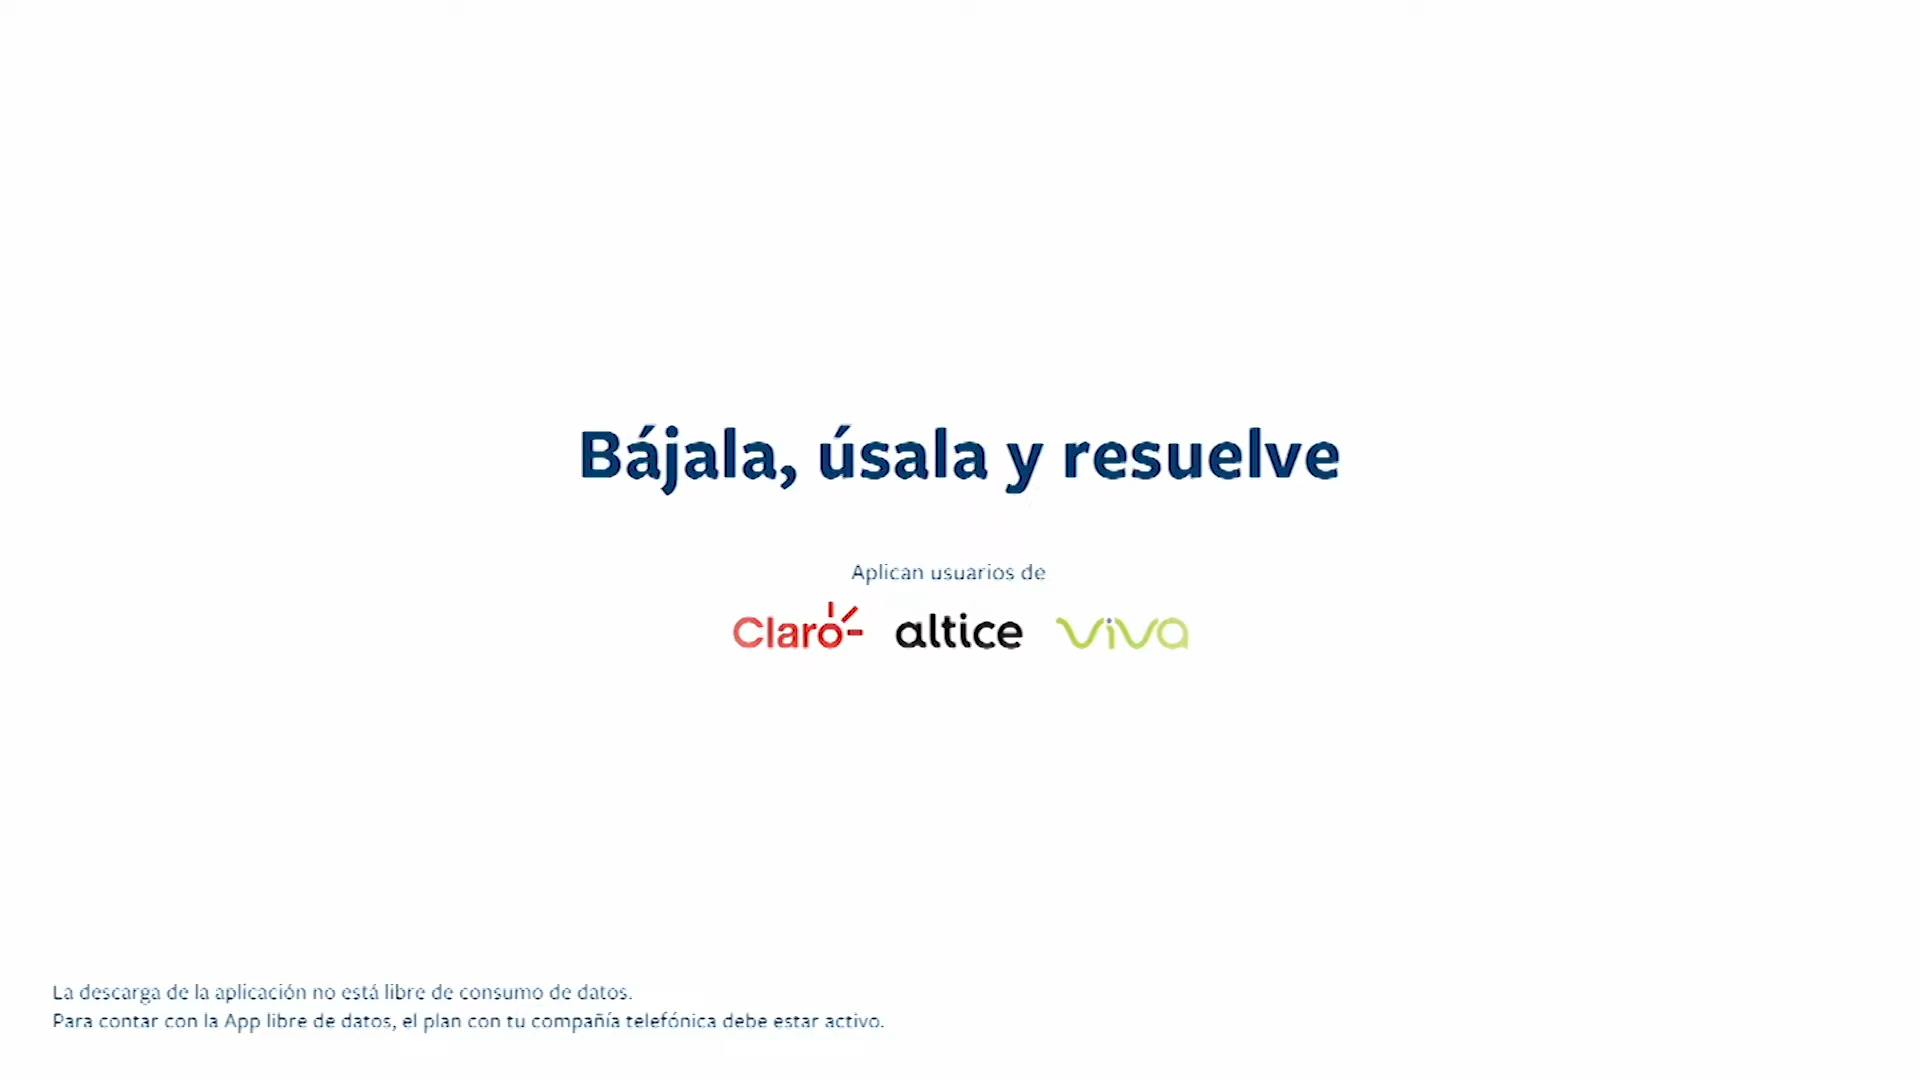 Bájala, úsala y resuelve
Aplican usuarios de
Claro altice viva
La descarga de la aplicación no está libre de consumo de datos.
Para contar con la App libre de datos, el plan con tu compañía telefónica debe estar activo.